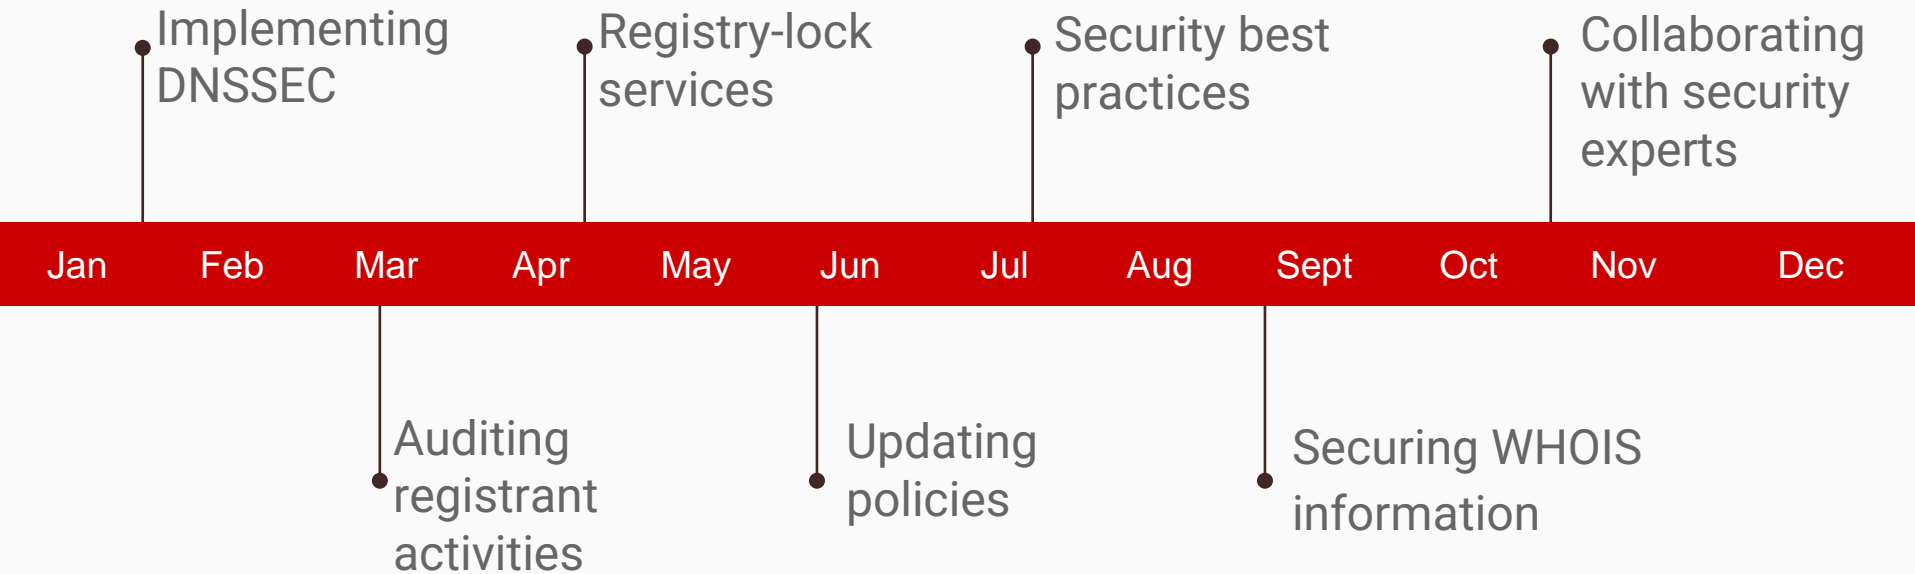 Implementing
DNSSEC
Registry-lock
services
Security best
practices
Collaborating
with security
experts
Jan Feb Mar Apr May Jun Jul Aug Sept Oct Nov Dec
Auditing
registrant
activities
Updating
policies
Securing WHOIS
information